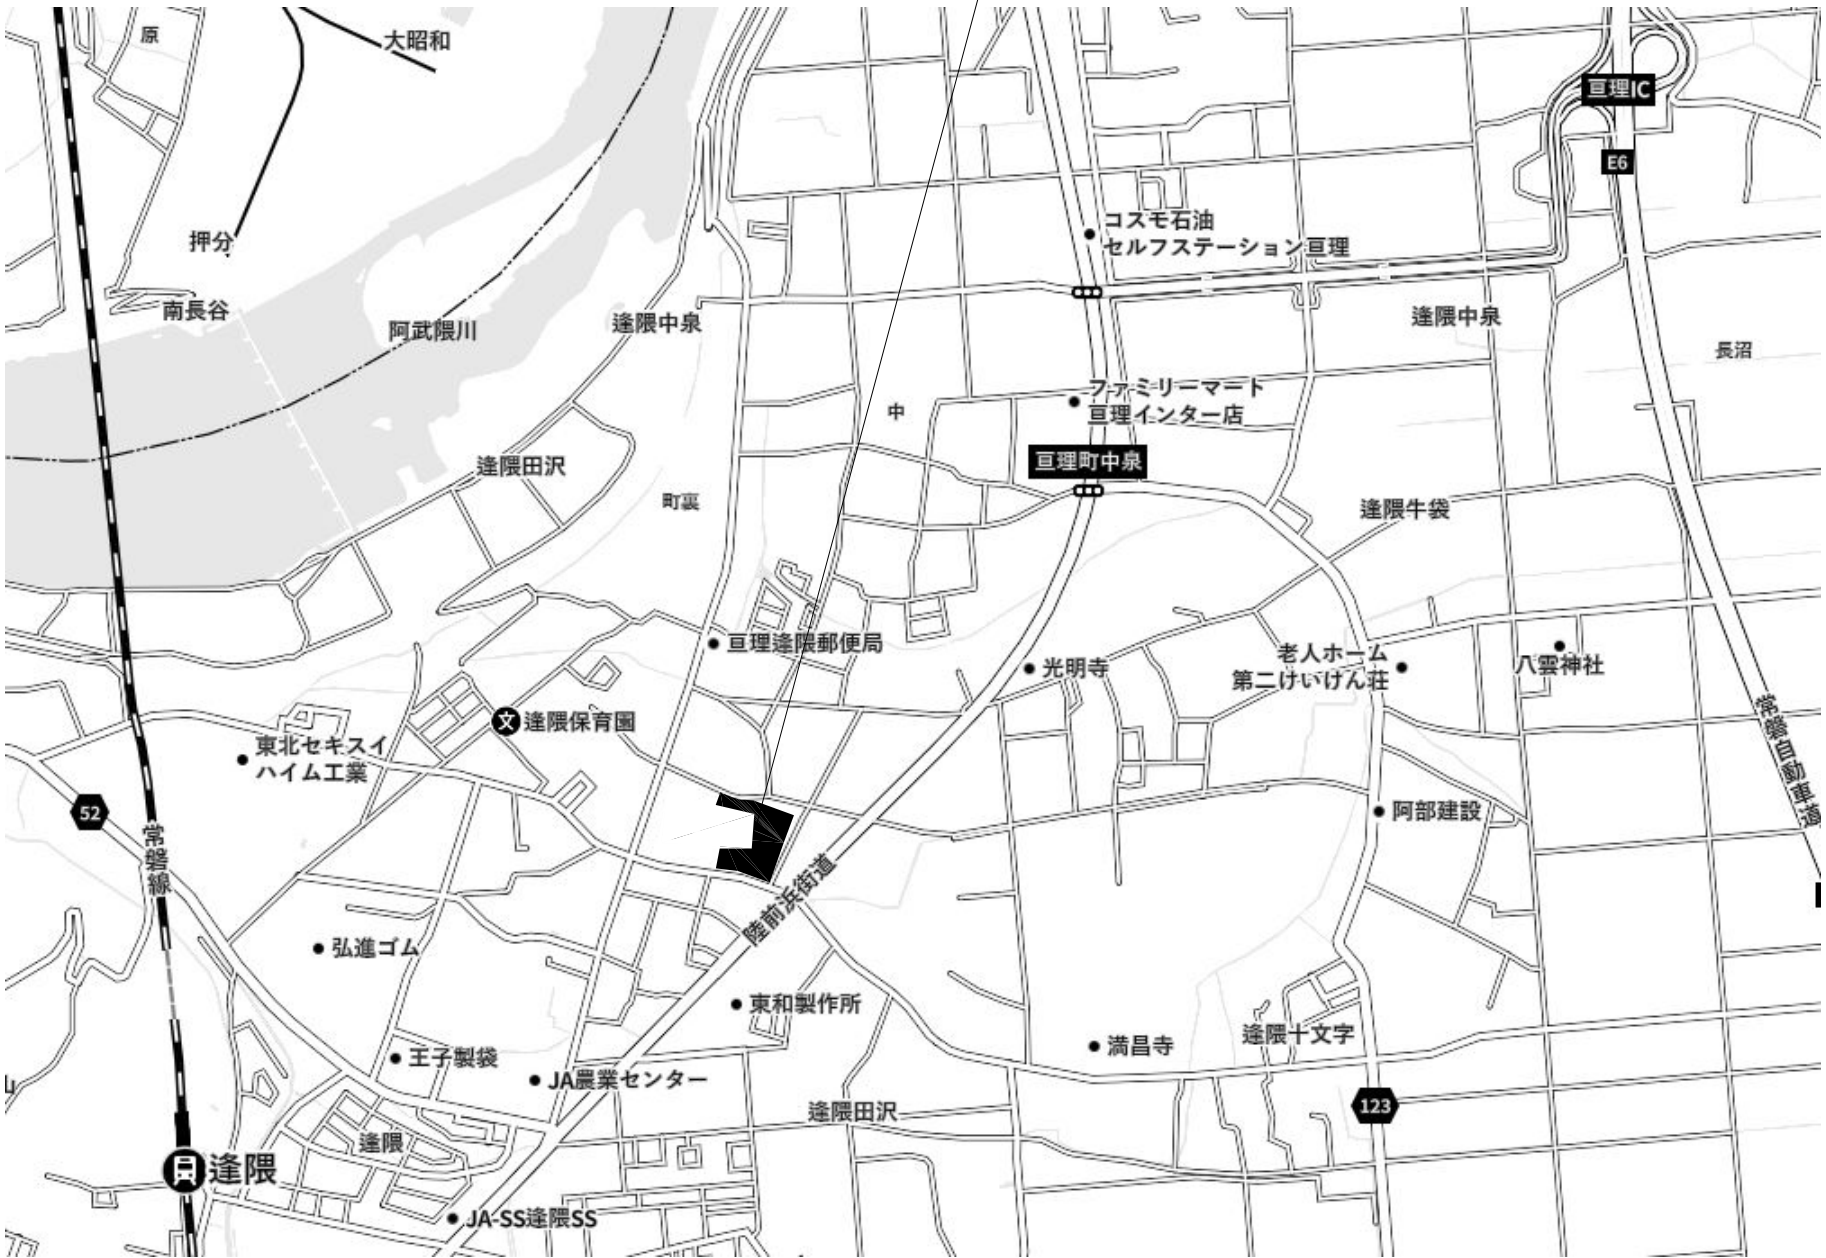 原
大昭和
亘理IC
E6
コスモ石油
セルフステーション亘理
押分
南長谷
阿武隈川
逢隈中泉
逢隈中泉
長沼
ファミリーマート
亘理インター店
中
亘理町中泉
逢隈田沢
町裏
逢隈牛袋
亘理逢隈郵便局
光明寺
老人ホーム
第二けいけん荘
八雲神社
逢隈保育園
文
常磐自動車道
東北セキスイ
ハイム工業
52
常磐線
阿部建設
陸前浜街道
弘進ゴム
東和製作所
逢隈十文字
満昌寺
王子製袋
JA農業センター
逢隈田沢
123
山
逢隈
逢隈
JA-SS逢隈SS